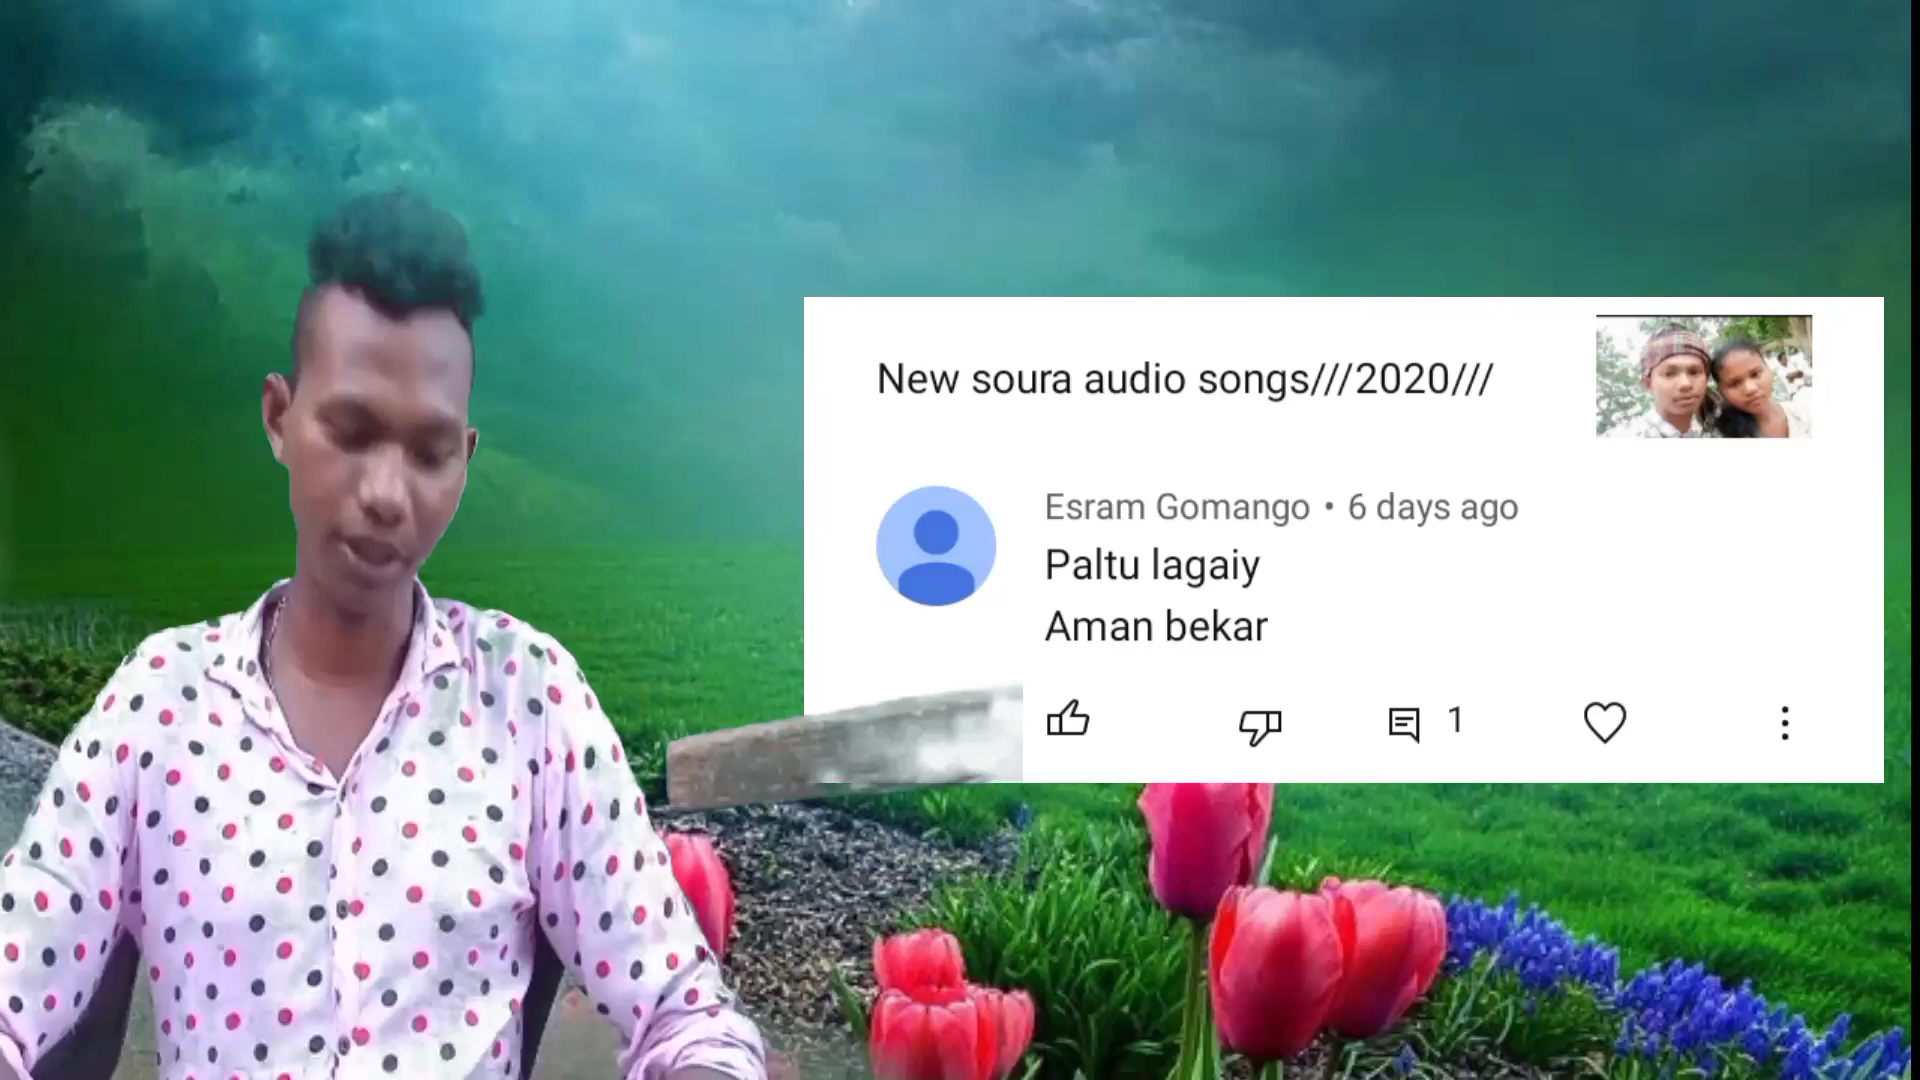 New soura audio songs///2020///
Esram Gomango • 6 days ago
Paltu lagaiy
Aman bekar
1